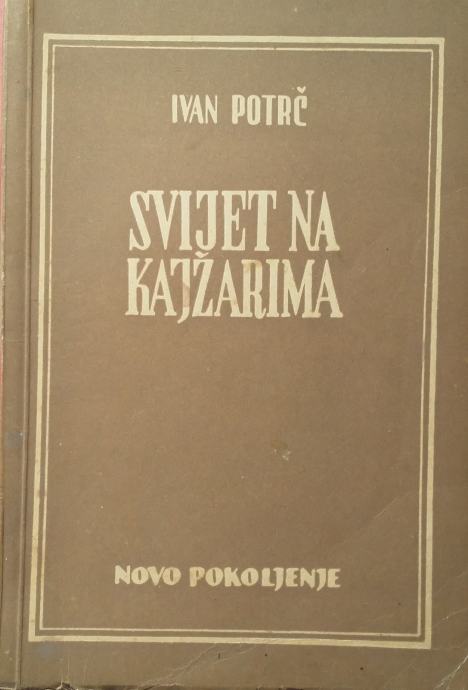 IVAN POTRČ
SVIJET NA
KAJŽARIMA
NOVO POKOLJENJE